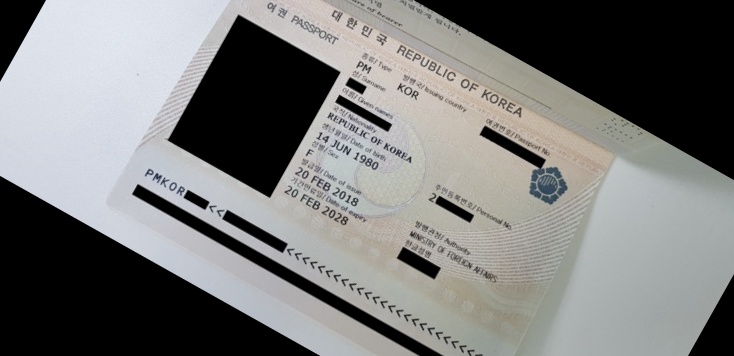 여권 PASSPORT
대한민국 REPUBLIC OF KOREA
종류/ Type
발행국/ Issuing country
PM
KOR
여권번호/ Passport No.
성/ Surname
이름/ Given names
국적/ Nationality
REPUBLIC OF KOREA
생년월일/ Date of birth
14 JUN 1980
성별/ Sex
F
주민등록번호/ Personal No.
2
발급일/ Date of issue
20 FEB 2018
발행관청/ Authority
MINISTRY OF FOREIGN AFFAIRS
기간만료일/ Date of expiry
20 FEB 2028
한글성명
PMKOR
<<
<<<<<<<<<<<<<<<<<<<<<<<